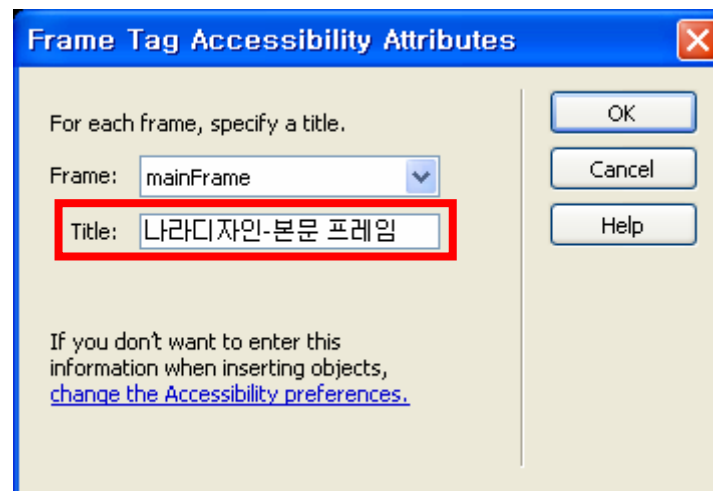 Frame Tag Accessibility Attributes
For each frame, specify a title.
Frame: mainFrame
Title: 나라디자인-본문 프레임
OK
Cancel
Help
If you don't want to enter this
information when inserting objects,
change the Accessibility preferences.